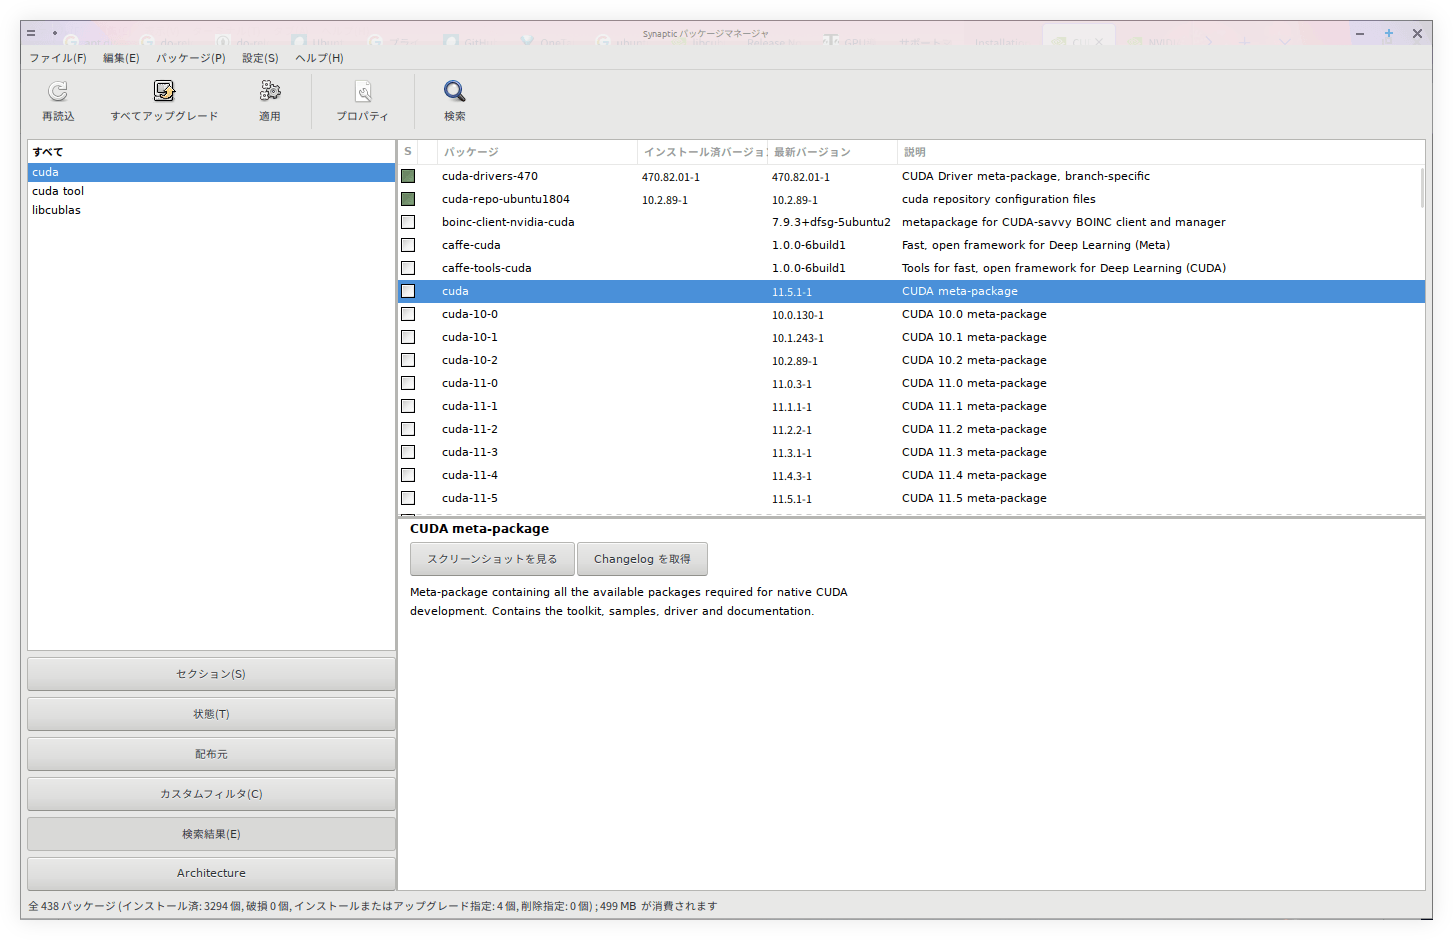 Synaptic パッケージマネージャ
ファイル(F) 編集(E) パッケージ(P) 設定(S) ヘルプ(H)
再読込 すべてアップグレード 適用 プロパティ 検索
すべて
cuda
cuda tool
libcublas
セクション(S)
状態(T)
配布元
カスタムフィルタ(C)
検索結果(E)
Architecture
S パッケージ インストール済バージョ 最新バージョン 説明
cuda-drivers-470 470.82.01-1 470.82.01-1 CUDA Driver meta-package, branch-specific
cuda-repo-ubuntu1804 10.2.89-1 10.2.89-1 cuda repository configuration files
boinc-client-nvidia-cuda 7.9.3+dfsg-5ubuntu2 metapackage for CUDA-savvy BOINC client and manager
caffe-cuda 1.0.0-6build1 Fast, open framework for Deep Learning (Meta)
caffe-tools-cuda 1.0.0-6build1 Tools for fast, open framework for Deep Learning (CUDA)
cuda 11.5.1-1 CUDA meta-package
cuda-10-0 10.0.130-1 CUDA 10.0 meta-package
cuda-10-1 10.1.243-1 CUDA 10.1 meta-package
cuda-10-2 10.2.89-1 CUDA 10.2 meta-package
cuda-11-0 11.0.3-1 CUDA 11.0 meta-package
cuda-11-1 11.1.1-1 CUDA 11.1 meta-package
cuda-11-2 11.2.2-1 CUDA 11.2 meta-package
cuda-11-3 11.3.1-1 CUDA 11.3 meta-package
cuda-11-4 11.4.3-1 CUDA 11.4 meta-package
cuda-11-5 11.5.1-1 CUDA 11.5 meta-package
CUDA meta-package
スクリーンショットを見る Changelog を取得
Meta-package containing all the available packages required for native CUDA
development. Contains the toolkit, samples, driver and documentation.
全 438 パッケージ (インストール済: 3294 個, 破損 0 個, インストールまたはアップグレード指定: 4 個, 削除指定: 0 個) ; 499 MB が消費されます